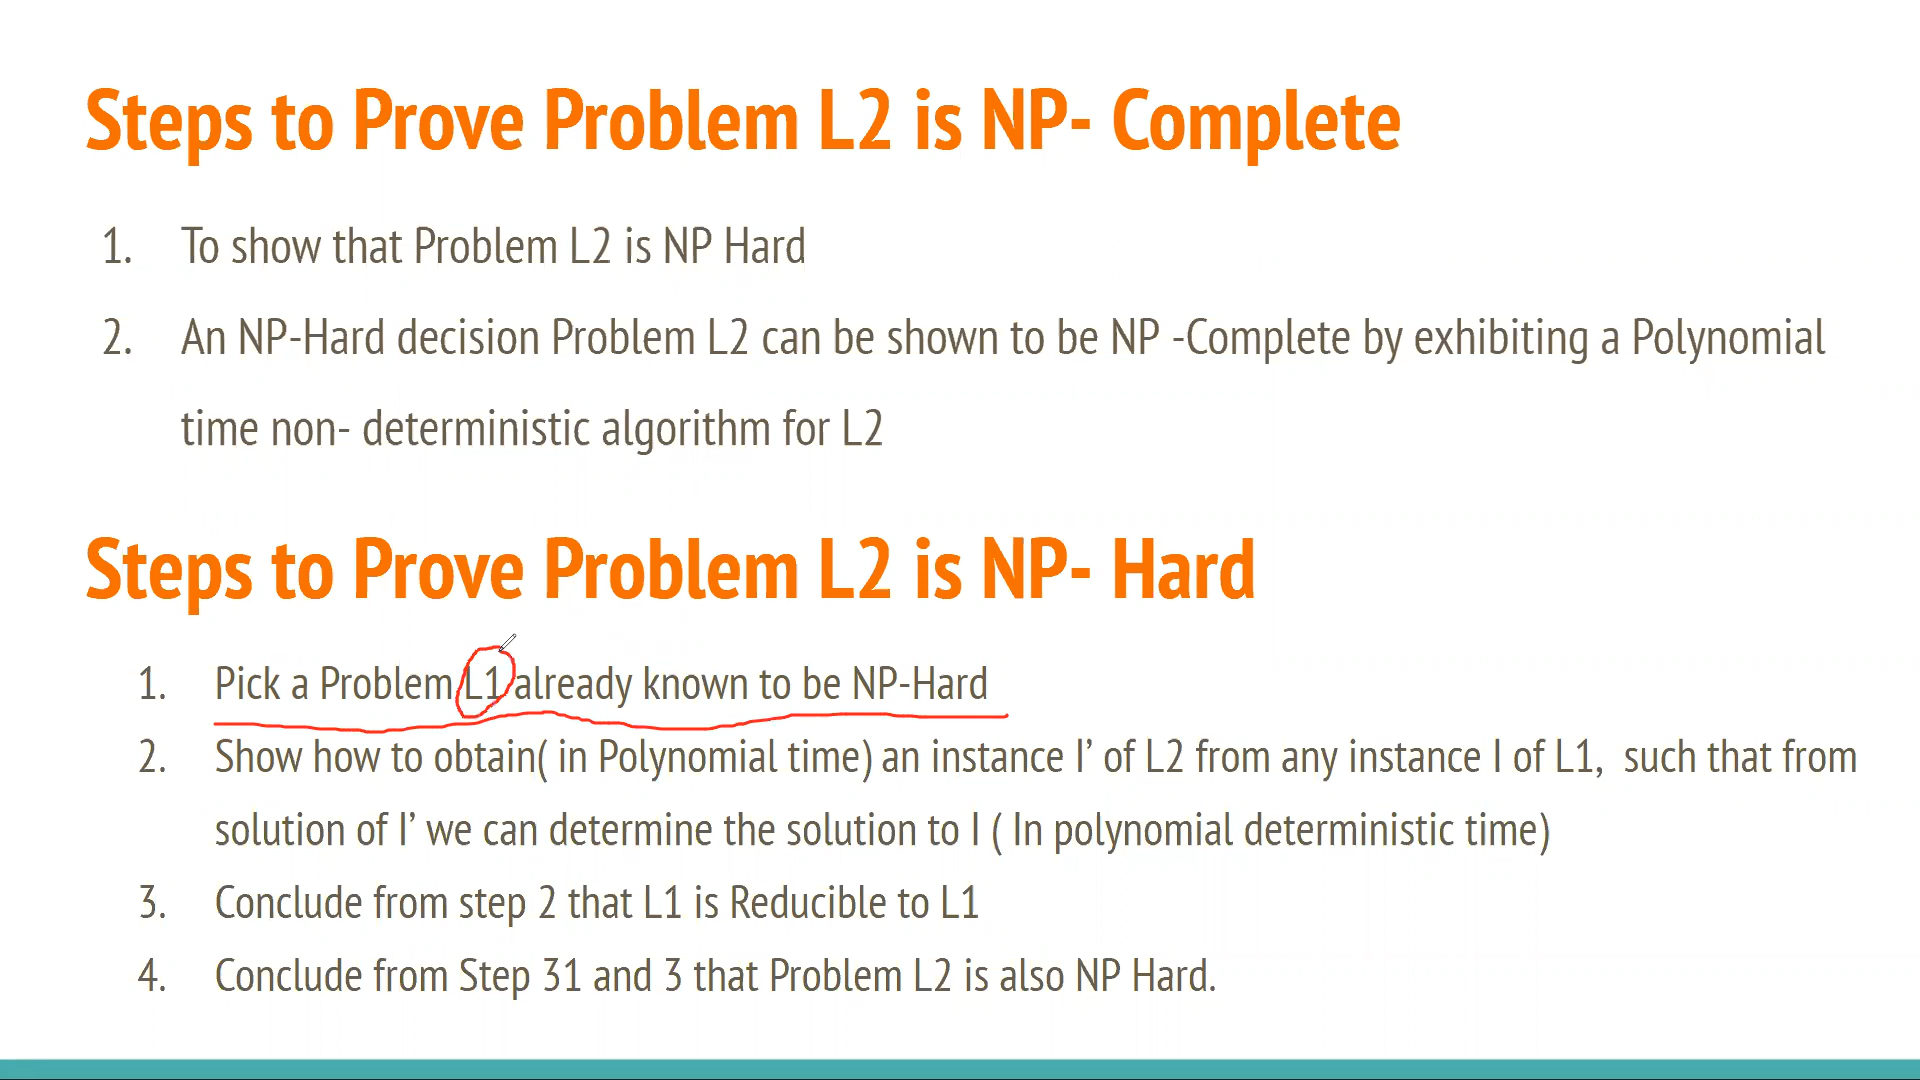 Steps to Prove Problem L2 is NP- Complete
1. To show that Problem L2 is NP Hard
2. An NP-Hard decision Problem L2 can be shown to be NP -Complete by exhibiting a Polynomial
time non- deterministic algorithm for L2
Steps to Prove Problem L2 is NP- Hard
1. Pick a Problem L1 already known to be NP-Hard
2. Show how to obtain( in Polynomial time) an instance I’ of L2 from any instance I of L1, such that from
solution of I’ we can determine the solution to I ( In polynomial deterministic time)
3. Conclude from step 2 that L1 is Reducible to L1
4. Conclude from Step 31 and 3 that Problem L2 is also NP Hard.